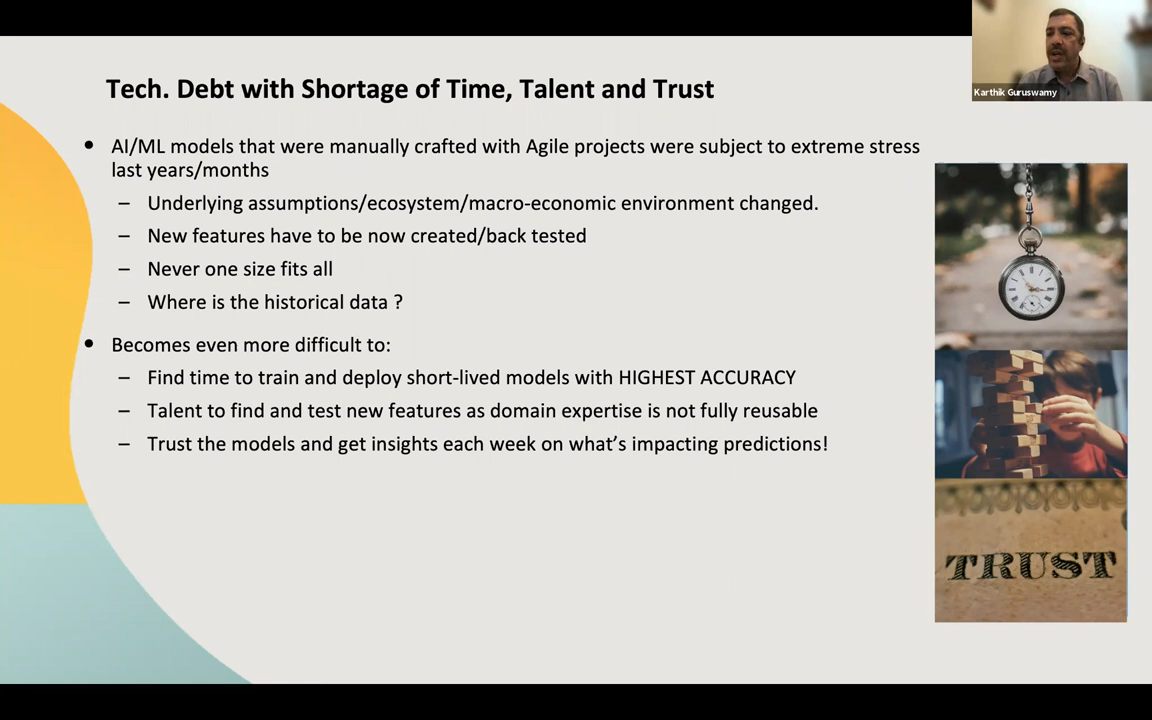 Karthik Guruswamy
Tech. Debt with Shortage of Time, Talent and Trust
• AI/ML models that were manually crafted with Agile projects were subject to extreme stress
last years/months
– Underlying assumptions/ecosystem/macro-economic environment changed.
– New features have to be now created/back tested
– Never one size fits all
– Where is the historical data ?
• Becomes even more difficult to:
– Find time to train and deploy short-lived models with HIGHEST ACCURACY
– Talent to find and test new features as domain expertise is not fully reusable
– Trust the models and get insights each week on what’s impacting predictions!
TRUST